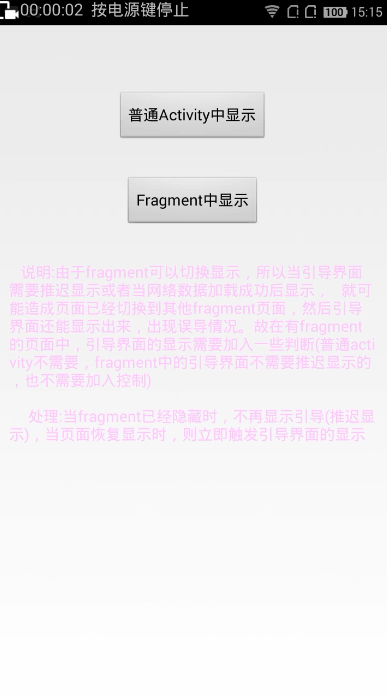 00:00:02 按电源键停止
100 15:15
普通Activity中显示
Fragment中显示
说明:由于fragment可以切换显示，所以当引导界面
需要推迟显示或者当网络数据加载成功后显示， 就可
能造成页面已经切换到其他fragment页面，然后引导
界面还能显示出来，出现误导情况。故在有fragment
的页面中，引导界面的显示需要加入一些判断(普通acti
vity不需要，fragment中的引导界面不需要推迟显示的
，也不需要加入控制)
处理:当fragment已经隐藏时，不再显示引导(推迟显
示)，当页面恢复显示时，则立即触发引导界面的显示